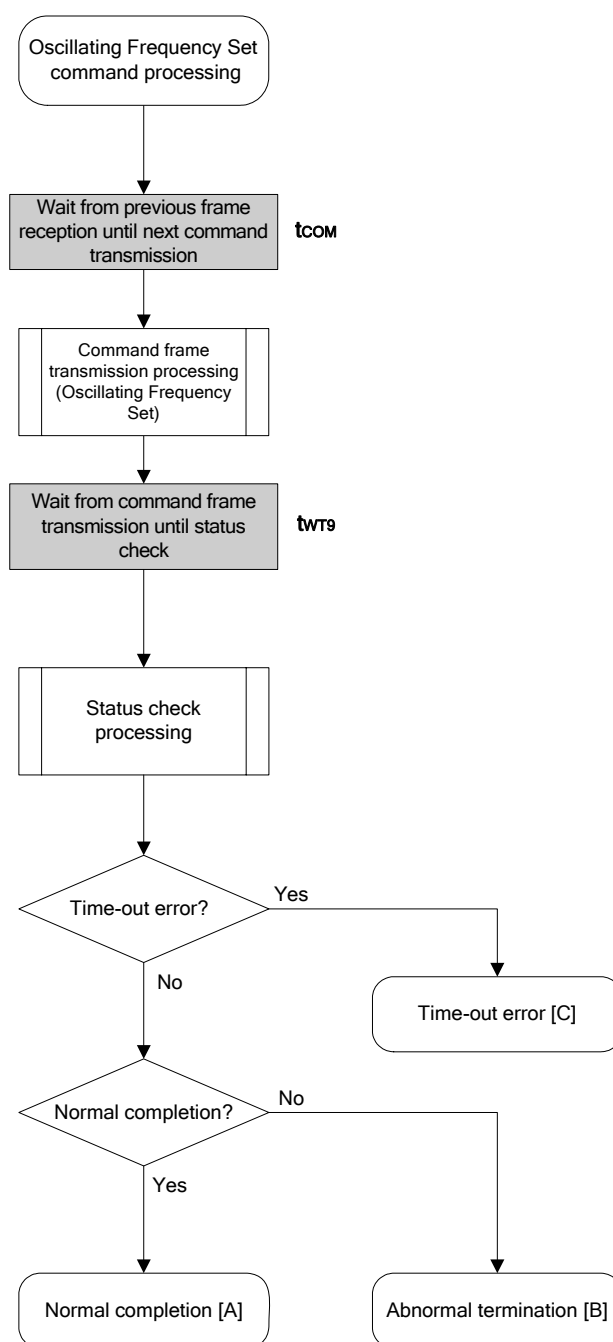 Oscillating Frequency Set
command processing
Wait from previous frame
reception until next command
transmission
tCOM
Command frame
transmission processing
(Oscillating Frequency
Set)
Wait from command frame
transmission until status
check
tWT9
Status check
processing
Time-out error?
Yes
No
Time-out error [C]
Normal completion?
No
Yes
Normal completion [A]
Abnormal termination [B]